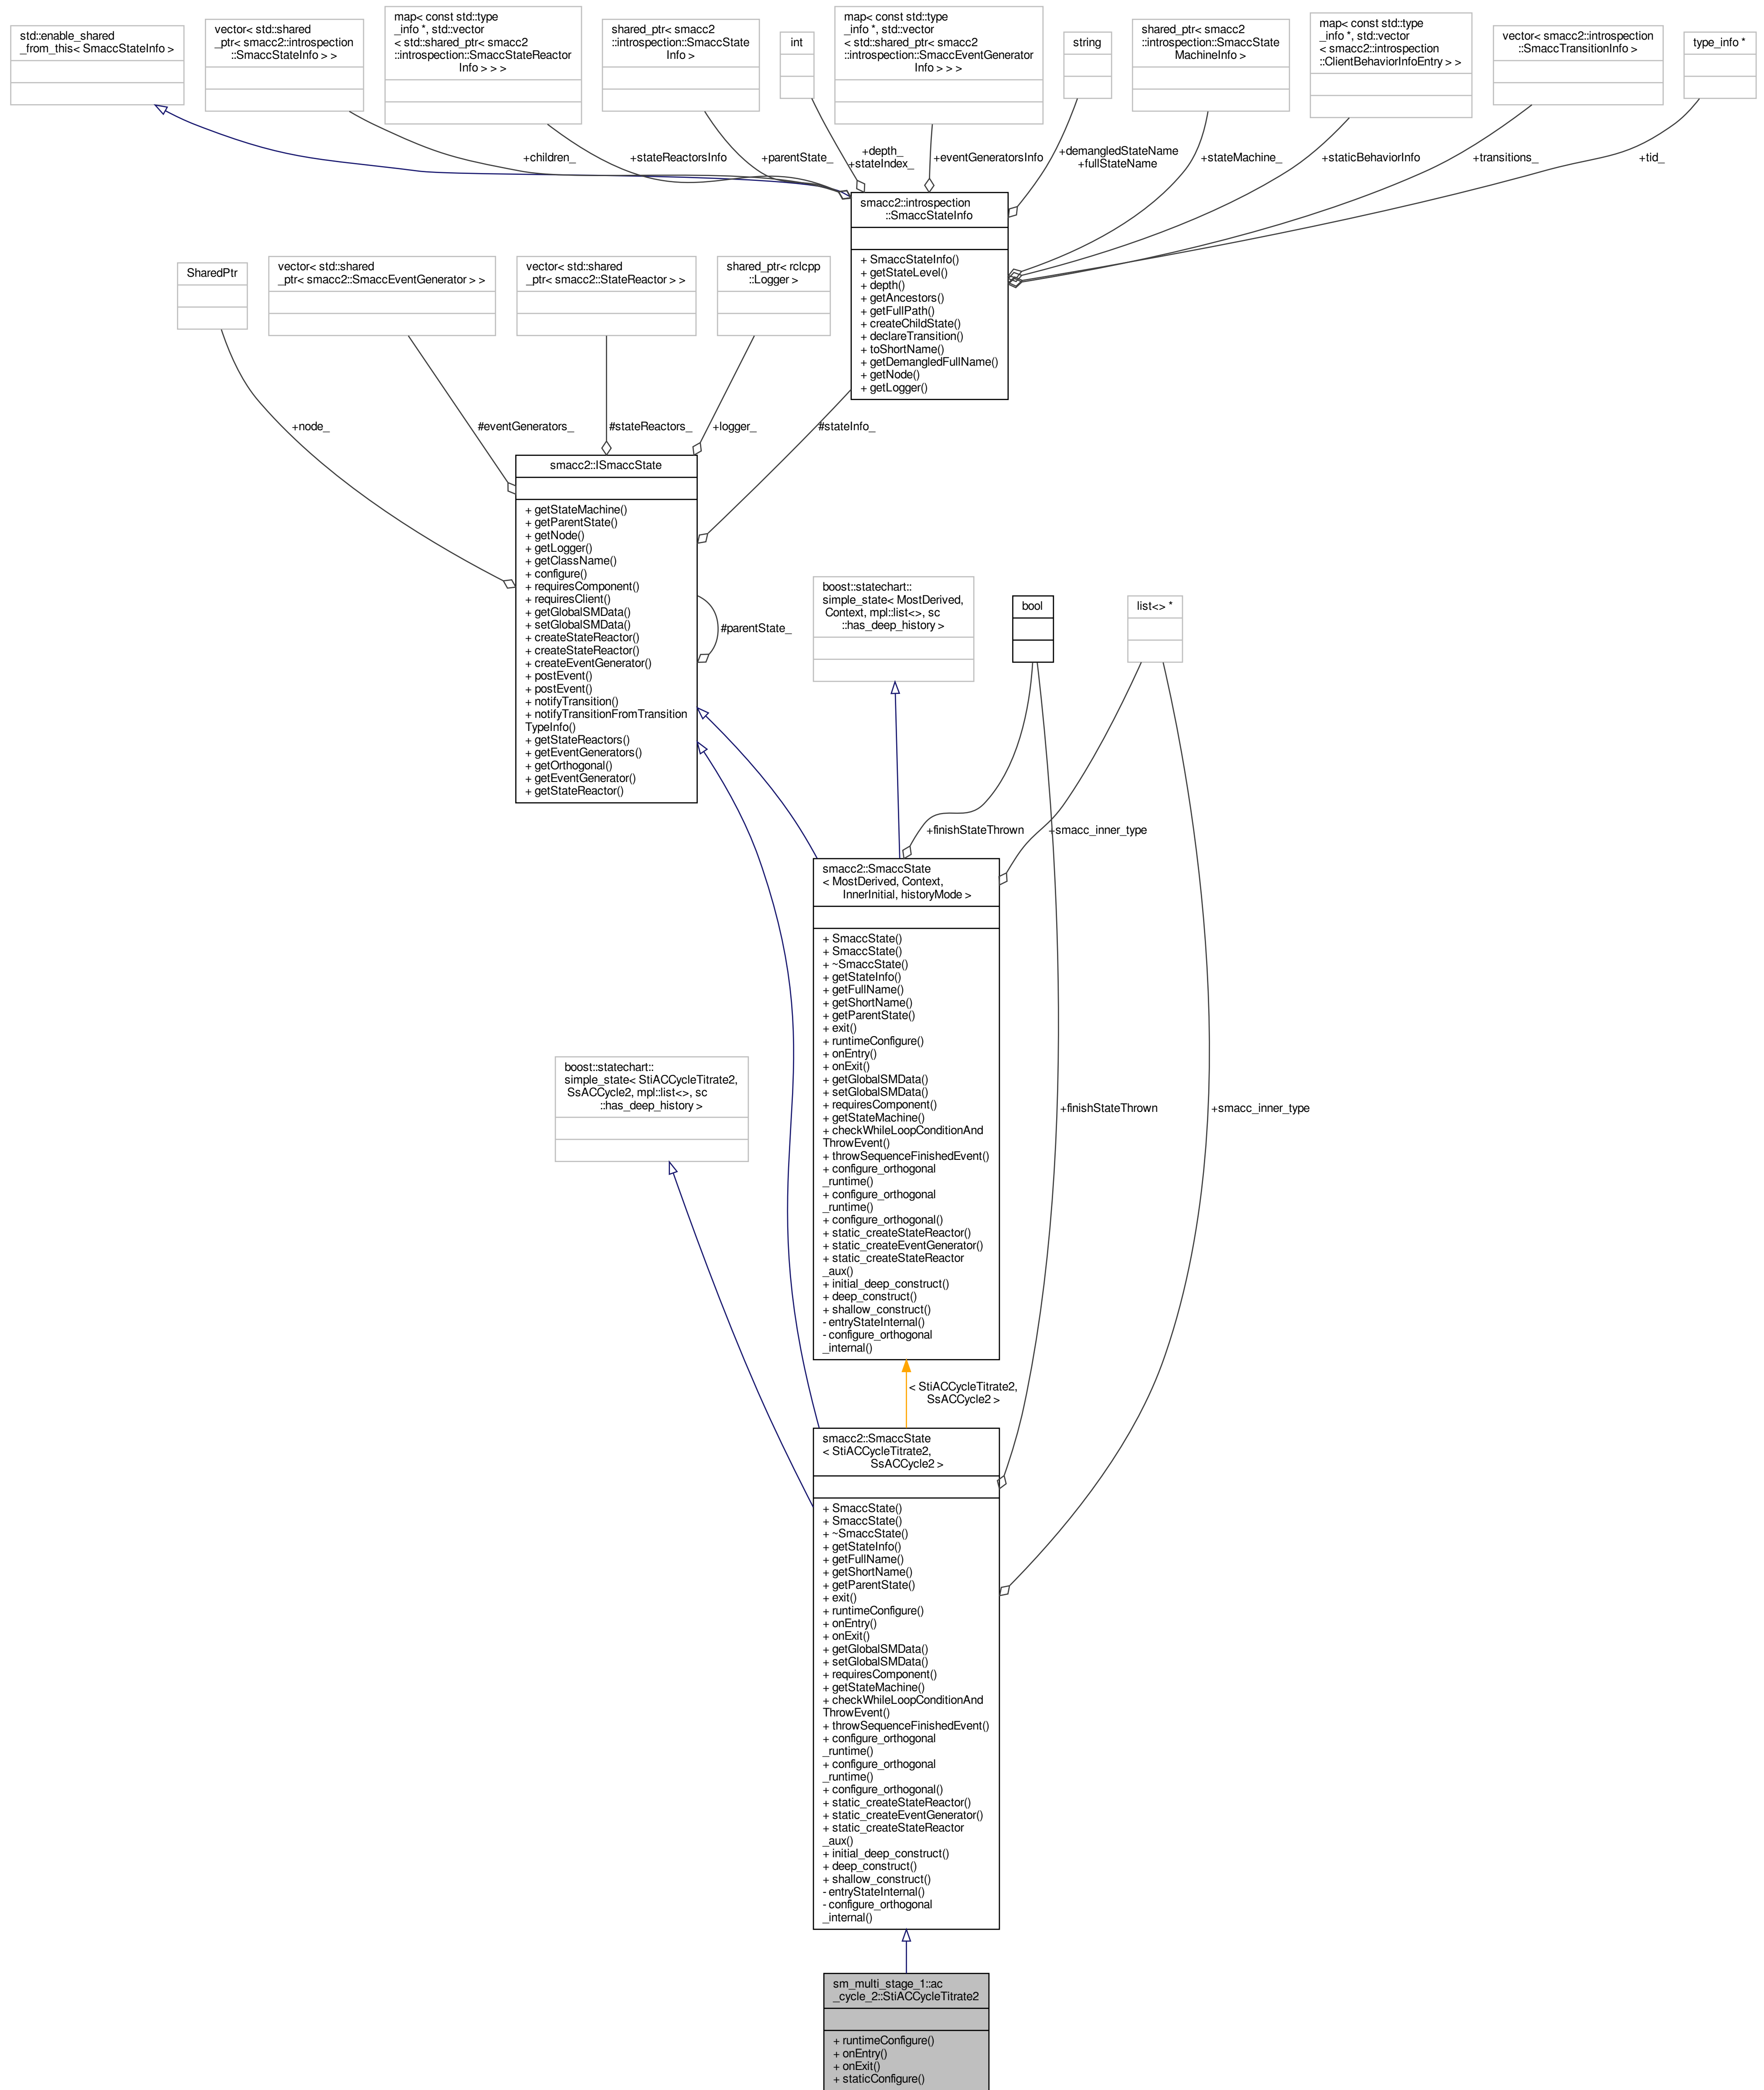 std::enable_shared
_from_this< SmaccStateInfo >
vector< std::shared
_ptr< smacc2::introspection
::SmaccStateInfo > >
map< const std::type
_info *, std::vector
< std::shared_ptr< smacc2
::introspection::SmaccStateReactor
Info > > >
shared_ptr< smacc2
::introspection::SmaccState
Info >
int
map< const std::type
_info *, std::vector
< std::shared_ptr< smacc2
::introspection::SmaccEventGenerator
Info > > >
string
shared_ptr< smacc2
::introspection::SmaccState
MachineInfo >
map< const std::type
_info *, std::vector
< smacc2::introspection
::ClientBehaviorInfoEntry > >
vector< smacc2::introspection
::SmaccTransitionInfo >
type_info *
+children_
+stateReactorsInfo
+parentState_
+depth_
+stateIndex_
+eventGeneratorsInfo
+demangledStateName
+fullStateName
+stateMachine_
+staticBehaviorInfo
+transitions_
+tid_
smacc2::introspection
::SmaccStateInfo
+ SmaccStateInfo()
+ getStateLevel()
+ depth()
+ getAncestors()
+ getFullPath()
+ createChildState()
+ declareTransition()
+ toShortName()
+ getDemangledFullName()
+ getNode()
+ getLogger()
SharedPtr
vector< std::shared
_ptr< smacc2::SmaccEventGenerator > >
vector< std::shared
_ptr< smacc2::StateReactor > >
shared_ptr< rclcpp
::Logger >
+node_
#eventGenerators_
#stateReactors_
+logger_
#stateInfo_
smacc2::ISmaccState
+ getStateMachine()
+ getParentState()
+ getNode()
+ getLogger()
+ getClassName()
+ configure()
+ requiresComponent()
+ requiresClient()
+ getGlobalSMData()
+ setGlobalSMData()
+ createStateReactor()
+ createStateReactor()
+ createEventGenerator()
+ postEvent()
+ postEvent()
+ notifyTransition()
+ notifyTransitionFromTransition
TypeInfo()
+ getStateReactors()
+ getEventGenerators()
+ getOrthogonal()
+ getEventGenerator()
+ getStateReactor()
#parentState_
boost::statechart::
simple_state< MostDerived,
Context, mpl::list<>, sc
::has_deep_history >
bool
list<> *
+finishStateThrown
+smacc_inner_type
smacc2::SmaccState
< MostDerived, Context,
InnerInitial, historyMode >
+ SmaccState()
+ SmaccState()
+ ~SmaccState()
+ getStateInfo()
+ getFullName()
+ getShortName()
+ getParentState()
+ exit()
+ runtimeConfigure()
+ onEntry()
+ onExit()
+ getGlobalSMData()
+ setGlobalSMData()
+ requiresComponent()
+ getStateMachine()
+ checkWhileLoopConditionAnd
ThrowEvent()
+ throwSequenceFinishedEvent()
+ configure_orthogonal
_runtime()
+ configure_orthogonal
_runtime()
+ configure_orthogonal()
+ static_createStateReactor()
+ static_createEventGenerator()
+ static_createStateReactor
_aux()
+ initial_deep_construct()
+ deep_construct()
+ shallow_construct()
- entryStateInternal()
- configure_orthogonal
_internal()
boost::statechart::
simple_state< StiACCycleTitrate2,
SsACCycle2, mpl::list<>, sc
::has_deep_history >
+finishStateThrown
+smacc_inner_type
< StiACCycleTitrate2,
SsACCycle2 >
smacc2::SmaccState
< StiACCycleTitrate2,
SsACCycle2 >
+ SmaccState()
+ SmaccState()
+ ~SmaccState()
+ getStateInfo()
+ getFullName()
+ getShortName()
+ getParentState()
+ exit()
+ runtimeConfigure()
+ onEntry()
+ onExit()
+ getGlobalSMData()
+ setGlobalSMData()
+ requiresComponent()
+ getStateMachine()
+ checkWhileLoopConditionAnd
ThrowEvent()
+ throwSequenceFinishedEvent()
+ configure_orthogonal
_runtime()
+ configure_orthogonal
_runtime()
+ configure_orthogonal()
+ static_createStateReactor()
+ static_createEventGenerator()
+ static_createStateReactor
_aux()
+ initial_deep_construct()
+ deep_construct()
+ shallow_construct()
- entryStateInternal()
- configure_orthogonal
_internal()
sm_multi_stage_1::ac
_cycle_2::StiACCycleTitrate2
+ runtimeConfigure()
+ onEntry()
+ onExit()
+ staticConfigure()